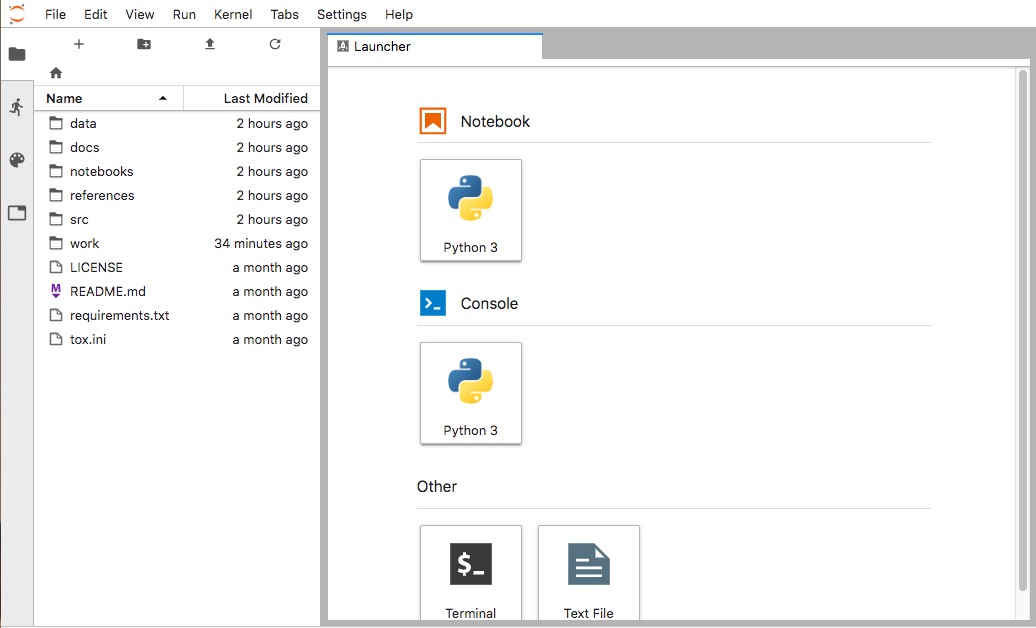 File Edit View Run Kernel Tabs Settings Help
Launcher
Name Last Modified
data 2 hours ago
docs 2 hours ago
notebooks 2 hours ago
references 2 hours ago
src 2 hours ago
work 34 minutes ago
LICENSE a month ago
README.md a month ago
requirements.txt a month ago
tox.ini a month ago
Notebook
Python 3
Console
Python 3
Other
$_
Terminal Text File